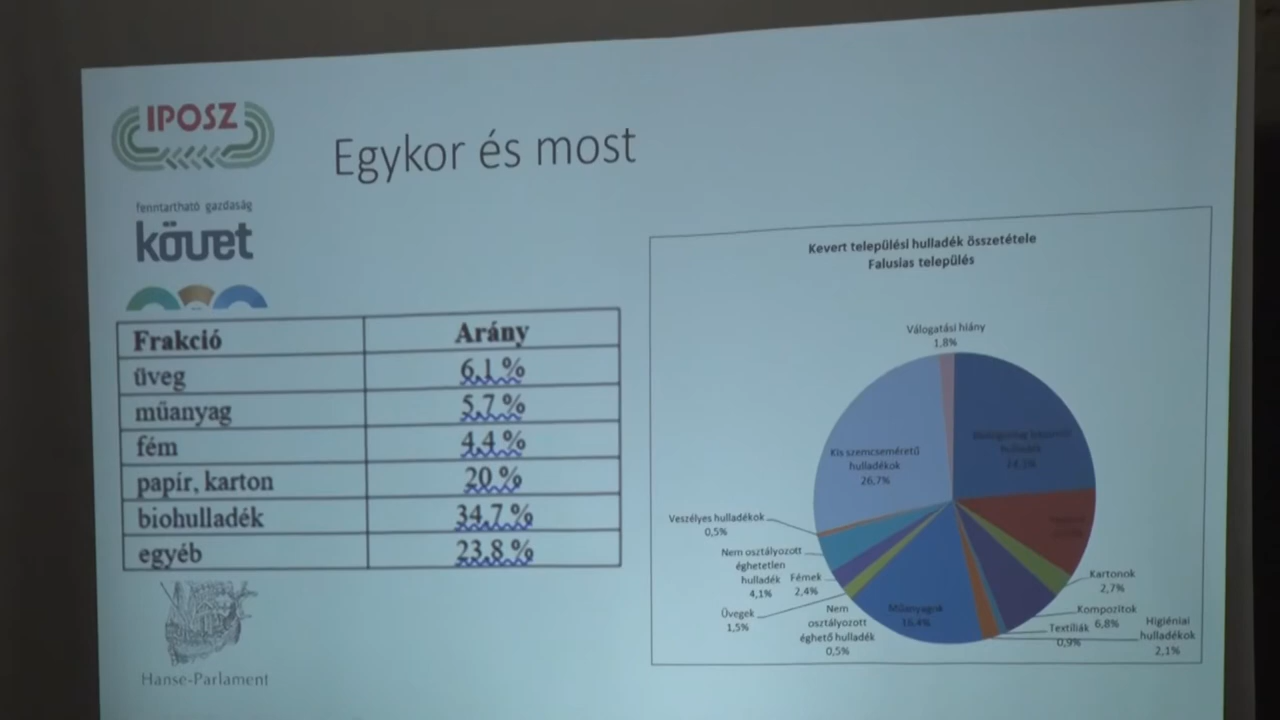 IPOSZ
Egykor és most
fenntartható gazdaság
követ
Frakció Arány
üveg 6,1 %
műanyag 5,7 %
fém 4,4 %
papír, karton 20 %
biohulladék 34,7 %
egyéb 23,8 %
Hanse-Parlament
Kevert települési hulladék összetétele
Falusias település
Válogatási hiány
1,8%
Kis szemcseméretű
hulladékok
26,7%
Veszélyes hulladékok
0,5%
Nem osztályozott
éghetetlen
hulladék
4,1%
Fémek
2,4%
Üvegek
1,5%
Nem
osztályozott
éghető hulladék
0,5%
Műanyagok
16,4%
Kartonok
2,7%
Kompozitok
6,8%
Textíliák
0,9%
Higiéniai
hulladékok
2,1%